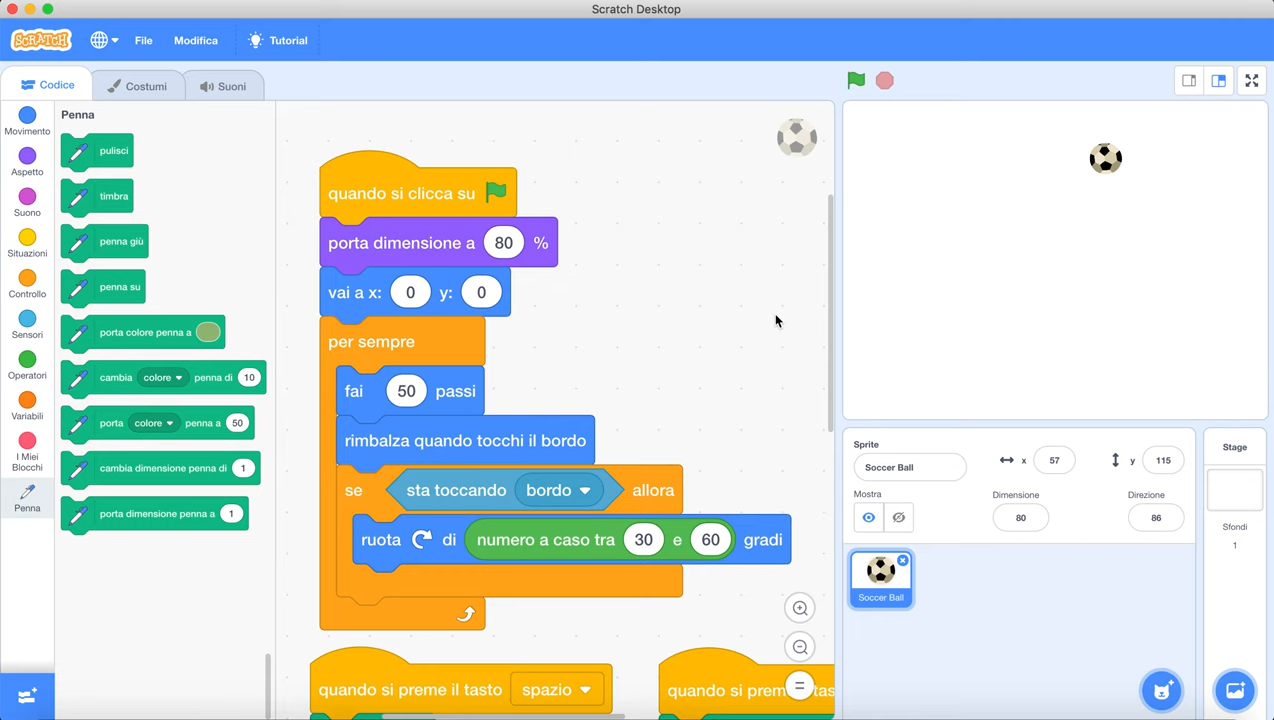 Scratch Desktop
SCRATCH
File
Modifica
Tutorial
Codice
Costumi
Suoni
Movimento
Aspetto
Suono
Situazioni
Controllo
Sensori
Operatori
Variabili
I Miei
Blocchi
Penna
Penna
pulisci
timbra
penna giù
penna su
porta colore penna a
cambia colore penna di 10
porta colore penna a 50
cambia dimensione penna di 1
porta dimensione penna a 1
quando si clicca su
porta dimensione a 80 %
vai a x: 0 y: 0
per sempre
fai 50 passi
rimbalza quando tocchi il bordo
se sta toccando bordo allora
ruota di numero a caso tra 30 e 60 gradi
quando si preme il tasto spazio
quando si prem
Sprite
Soccer Ball
x 57
y 115
Mostra
Dimensione
80
Direzione
86
Soccer Ball
Stage
Sfondi
1